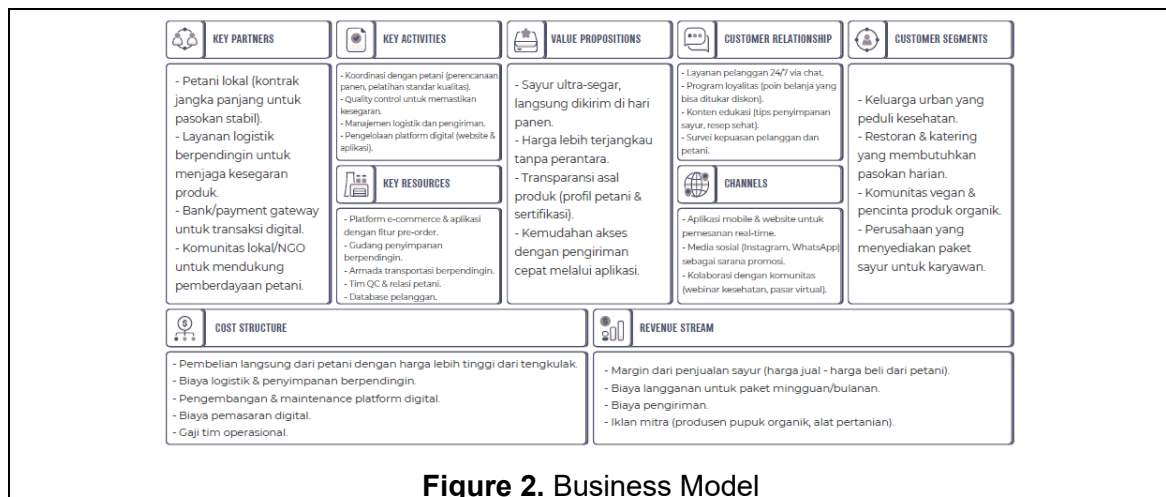 KEY PARTNERS
- Petani lokal (kontrak
jangka panjang untuk
pasokan stabil).
- Layanan logistik
berpendingin untuk
menjaga kesegaran
produk.
- Bank/payment gateway
untuk transaksi digital.
- Komunitas lokal/NGO
untuk mendukung
pemberdayaan petani.
KEY ACTIVITIES
- Koordinasi dengan petani (perencanaan
panen, pelatihan standar kualitas).
- Quality control untuk memastikan
kesegaran.
- Manajemen logistik dan pengiriman.
- Pengelolaan platform digital (website &
aplikasi).
KEY RESOURCES
- Platform e-commerce & aplikasi
dengan fitur pre-order.
- Gudang penyimpanan
berpendingin.
- Armada transportasi berpendingin.
- Tim QC & relasi petani.
- Database pelanggan.
VALUE PROPOSITIONS
- Sayur ultra-segar,
langsung dikirim di hari
panen.
- Harga lebih terjangkau
tanpa perantara.
- Transparansi asal
produk (profil petani &
sertifikasi).
- Kemudahan akses
dengan pengiriman
cepat melalui aplikasi.
CUSTOMER RELATIONSHIP
- Layanan pelanggan 24/7 via chat.
- Program loyalitas (poin belanja yang
bisa ditukar diskon).
- Konten edukasi (tips penyimpanan
sayur, resep sehat).
- Survei kepuasan pelanggan dan
petani.
CHANNELS
- Aplikasi mobile & website untuk
pemesanan real-time.
- Media sosial (Instagram, WhatsApp)
sebagai sarana promosi.
- Kolaborasi dengan komunitas
(webinar kesehatan, pasar virtual).
CUSTOMER SEGMENTS
- Keluarga urban yang
peduli kesehatan.
- Restoran & katering
yang membutuhkan
pasokan harian.
- Komunitas vegan &
pencinta produk organik.
- Perusahaan yang
menyediakan paket
sayur untuk karyawan.
COST STRUCTURE
- Pembelian langsung dari petani dengan harga lebih tinggi dari tengkulak.
- Biaya logistik & penyimpanan berpendingin.
- Pengembangan & maintenance platform digital.
- Biaya pemasaran digital.
- Gaji tim operasional.
REVENUE STREAM
- Margin dari penjualan sayur (harga jual - harga beli dari petani).
- Biaya langganan untuk paket mingguan/bulanan.
- Biaya pengiriman.
- Iklan mitra (produsen pupuk organik, alat pertanian).
Figure 2. Business Model